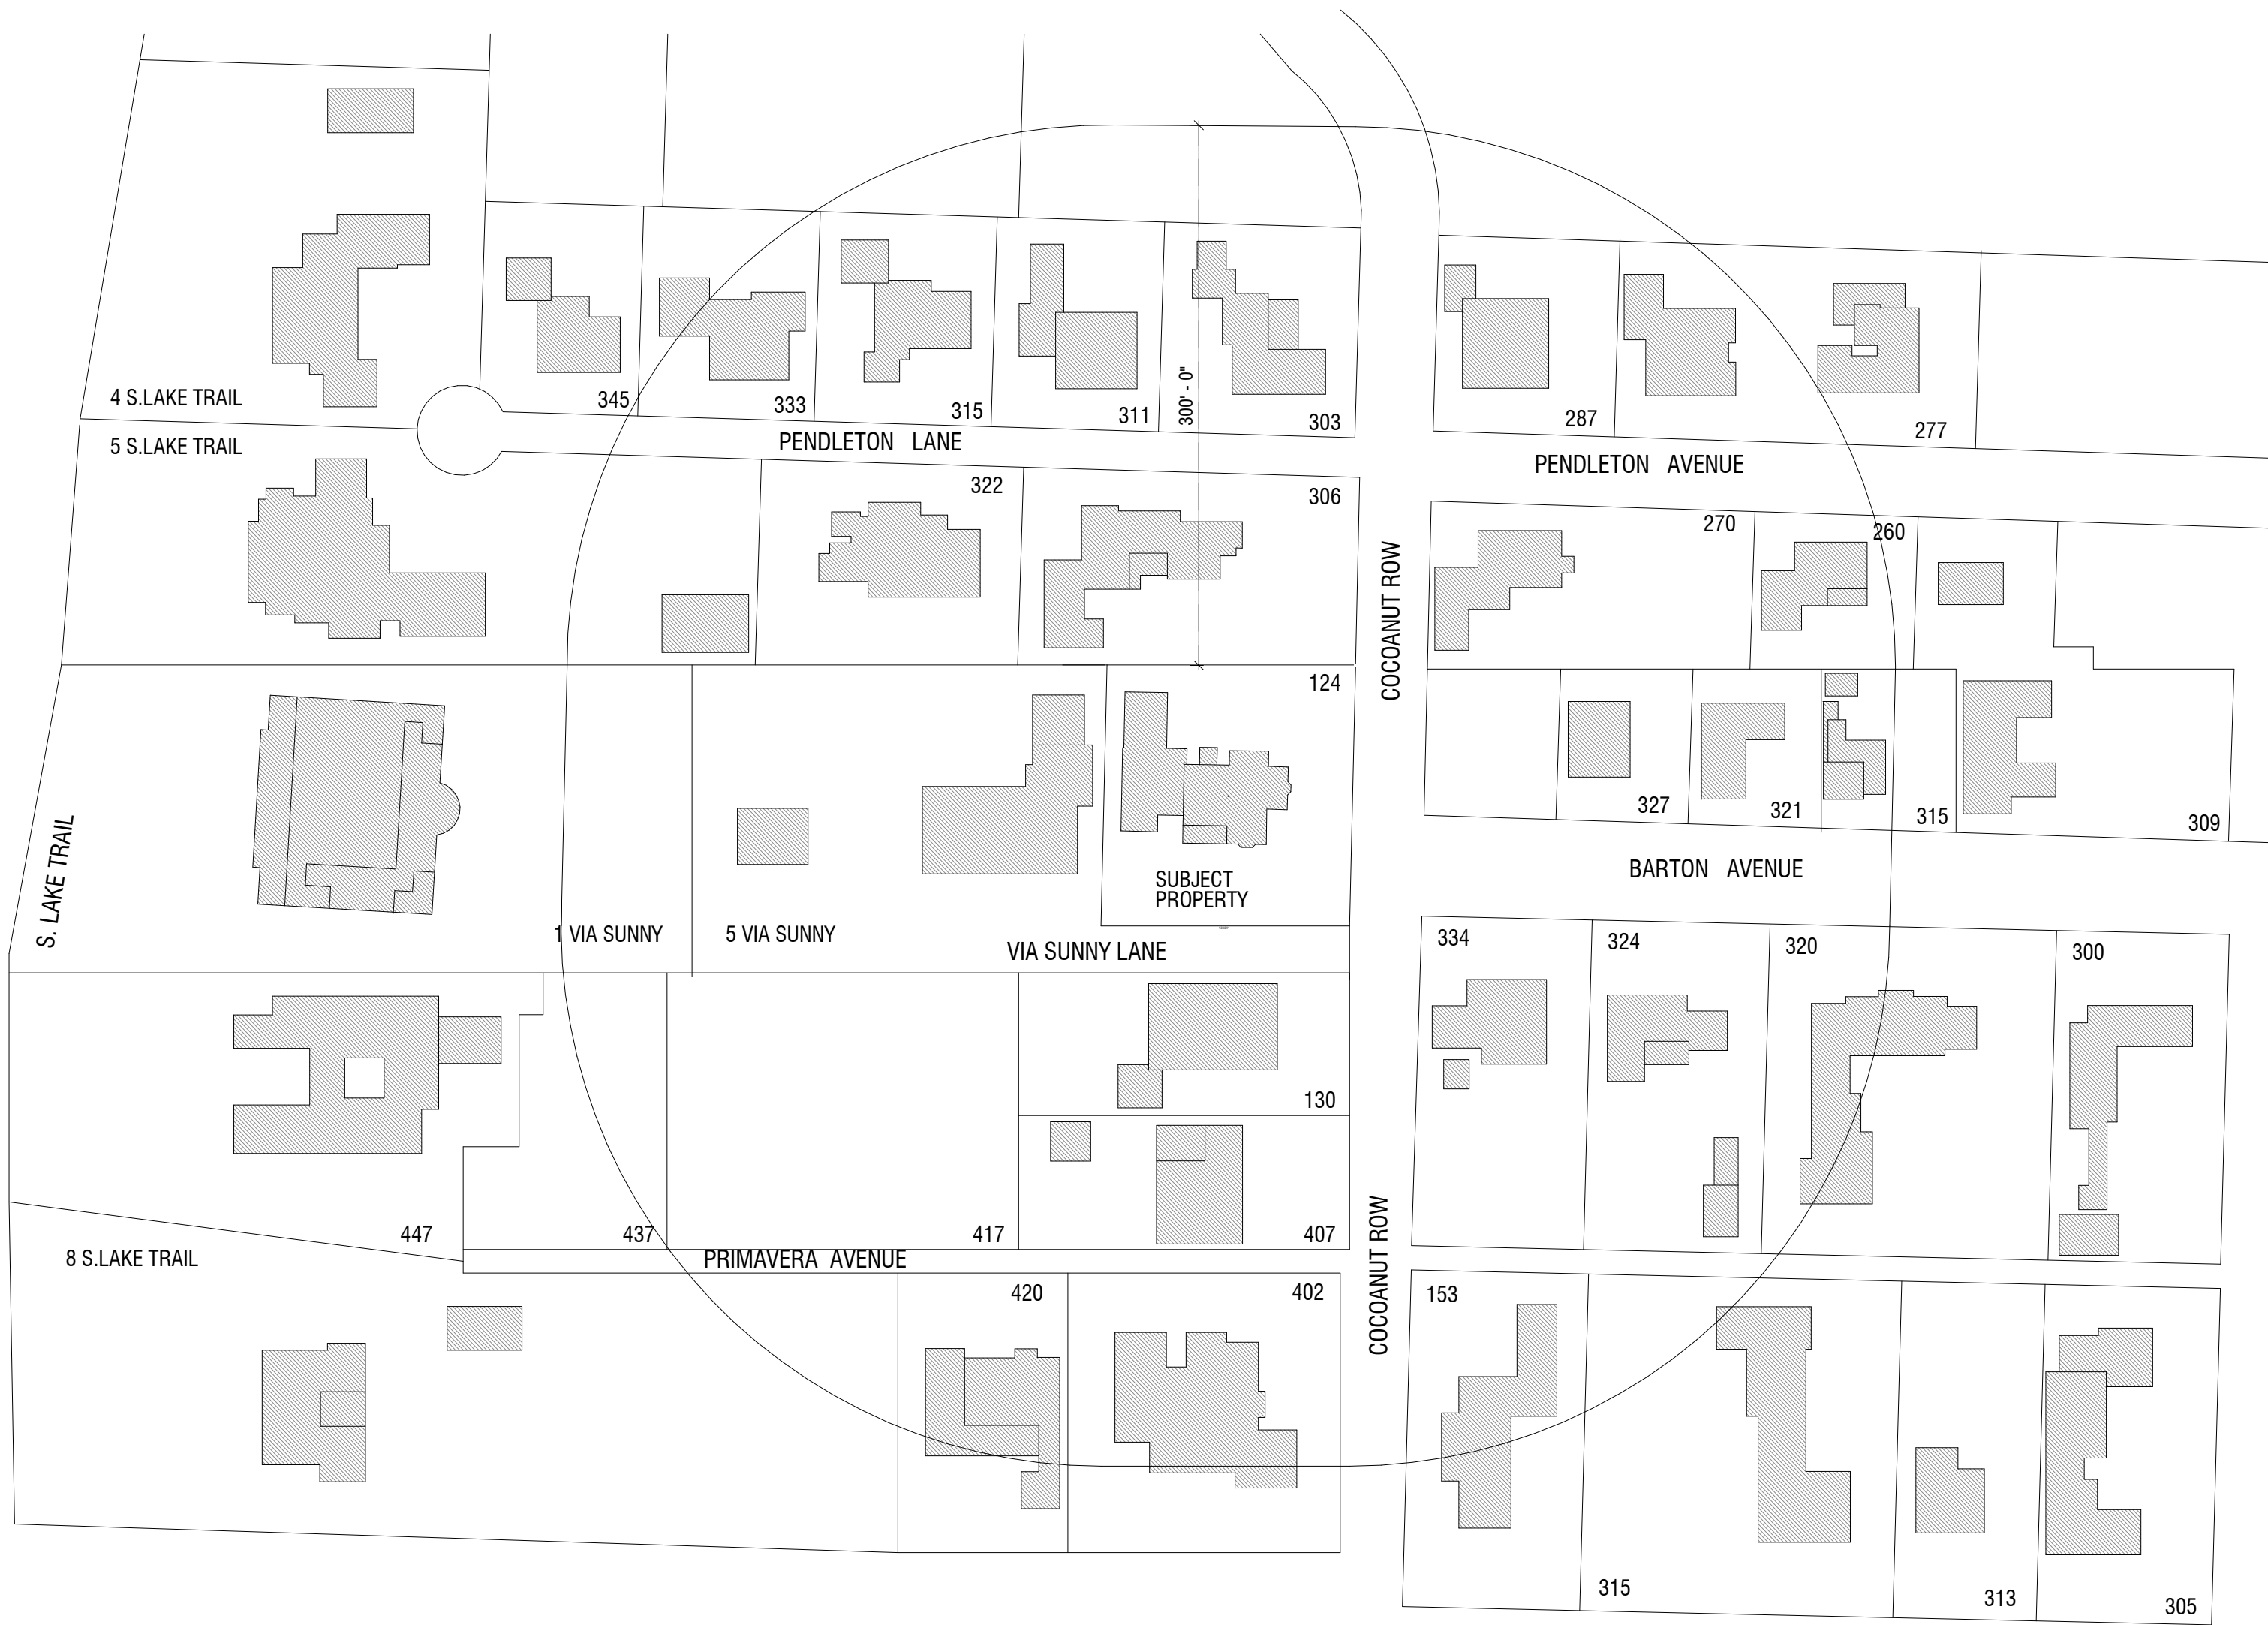 4 S.LAKE TRAIL
345
333
315
311
300' - 0"
303
287
277
5 S.LAKE TRAIL
PENDLETON LANE
PENDLETON AVENUE
322
306
270
260
COCOANUT ROW
124
327
321
315
309
S. LAKE TRAIL
SUBJECT
PROPERTY
BARTON AVENUE
1 VIA SUNNY
5 VIA SUNNY
VIA SUNNY LANE
334
324
320
300
130
447
437
417
407
8 S.LAKE TRAIL
PRIMAVERA AVENUE
COCOANUT ROW
420
402
153
315
313
305